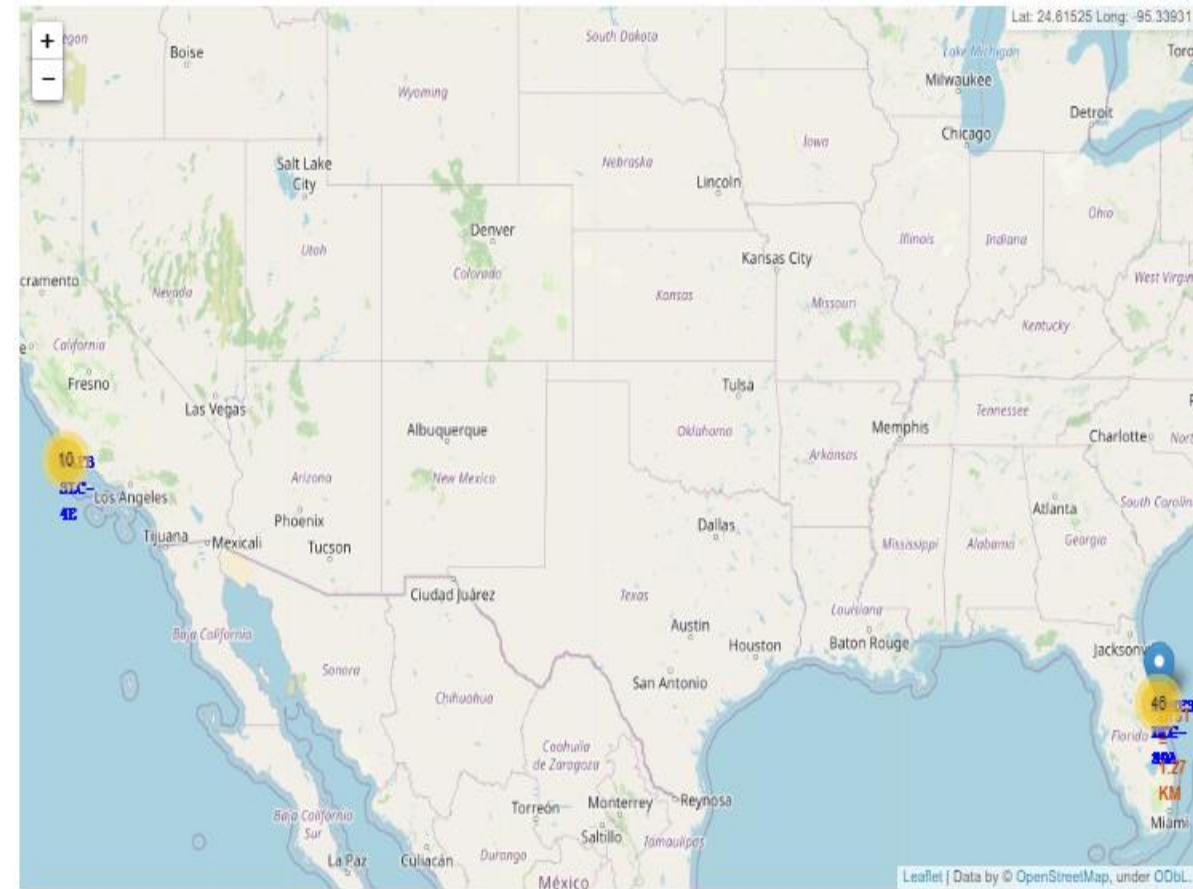 Lat: 24.61525 Long: -95.33931
+
−
Boise
South Dakota
Lake Michigan
Milwaukee
Wyoming
Detroit
Iowa
Chicago
Salt Lake
City
Nebraska
Lincoln
Ohio
Denver
Utah
Illinois
Indiana
Kansas City
Colorado
cramento
Nevada
Kansas
Missouri
West Virgin
Kentucky
California
Fresno
Tulsa
Las Vegas
Tennessee
Albuquerque
Oklahoma
Memphis
Charlotte
Arkansas
10
Arizona
New Mexico
SLC-
4E
Los Angeles
South Carolin
Atlanta
Phoenix
Dallas
Tijuana
Mexicali
Tucson
Mississippi
Alabama
Georgia
Ciudad Juárez
Texas
Louisiana
Austin
Baja California
Houston
Baton Rouge
Jacksonv
Sonora
San Antonio
Chihuahua
46
Florida
Coahuila
de Zaragoza
1.27
KM
Torreón
Monterrey
Reynosa
Baja California
Sur
Saltillo
Tamaulipas
Miami
Durango
La Paz
Culiacán
México
Leaflet | Data by © OpenStreetMap, under ODbL.